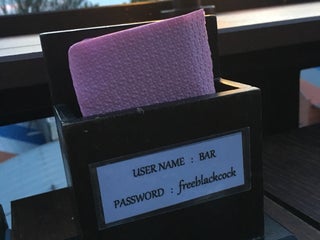 USER NAME : BAR
PASSWORD : freeblackcock